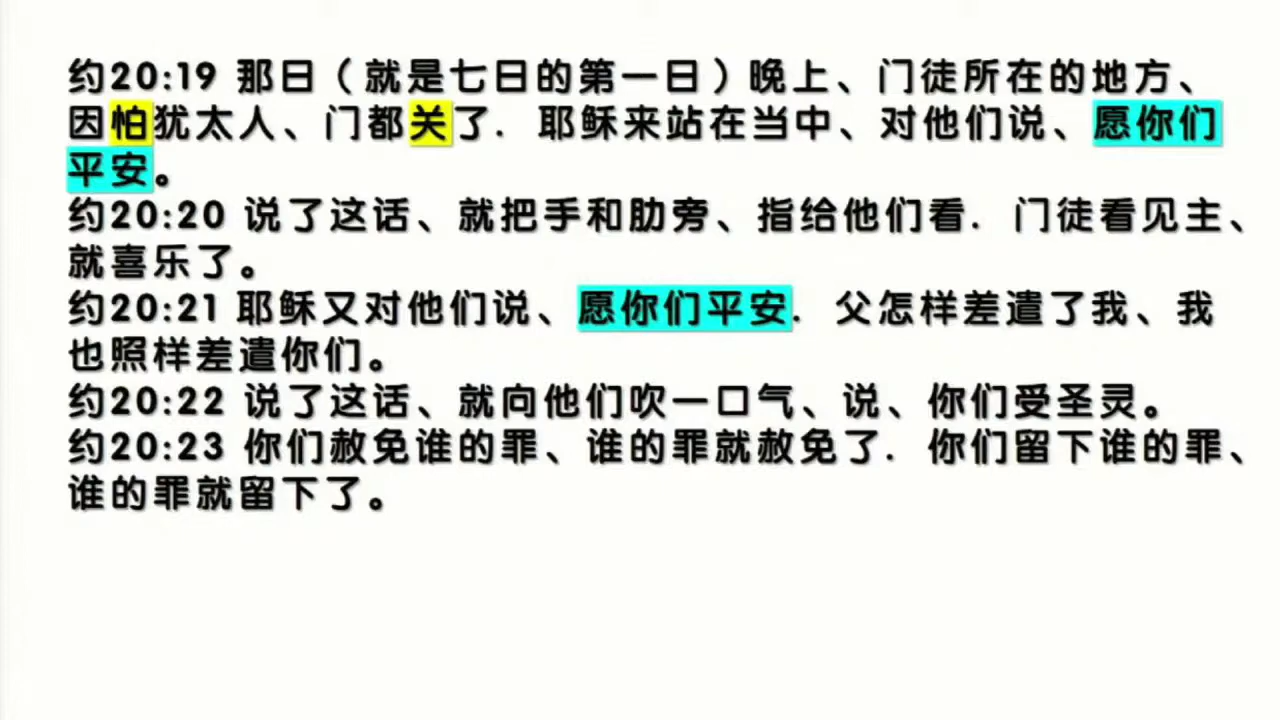 约20:19 那日（就是七日的第一日）晚上、门徒所在的地方、
因怕犹太人、门都关了．耶稣来站在当中、对他们说、愿你们
平安。
约20:20 说了这话、就把手和肋旁、指给他们看．门徒看见主、
就喜乐了。
约20:21 耶稣又对他们说、愿你们平安．父怎样差遣了我、我
也照样差遣你们。
约20:22 说了这话、就向他们吹一口气、说、你们受圣灵。
约20:23 你们赦免谁的罪、谁的罪就赦免了．你们留下谁的罪、
谁的罪就留下了。